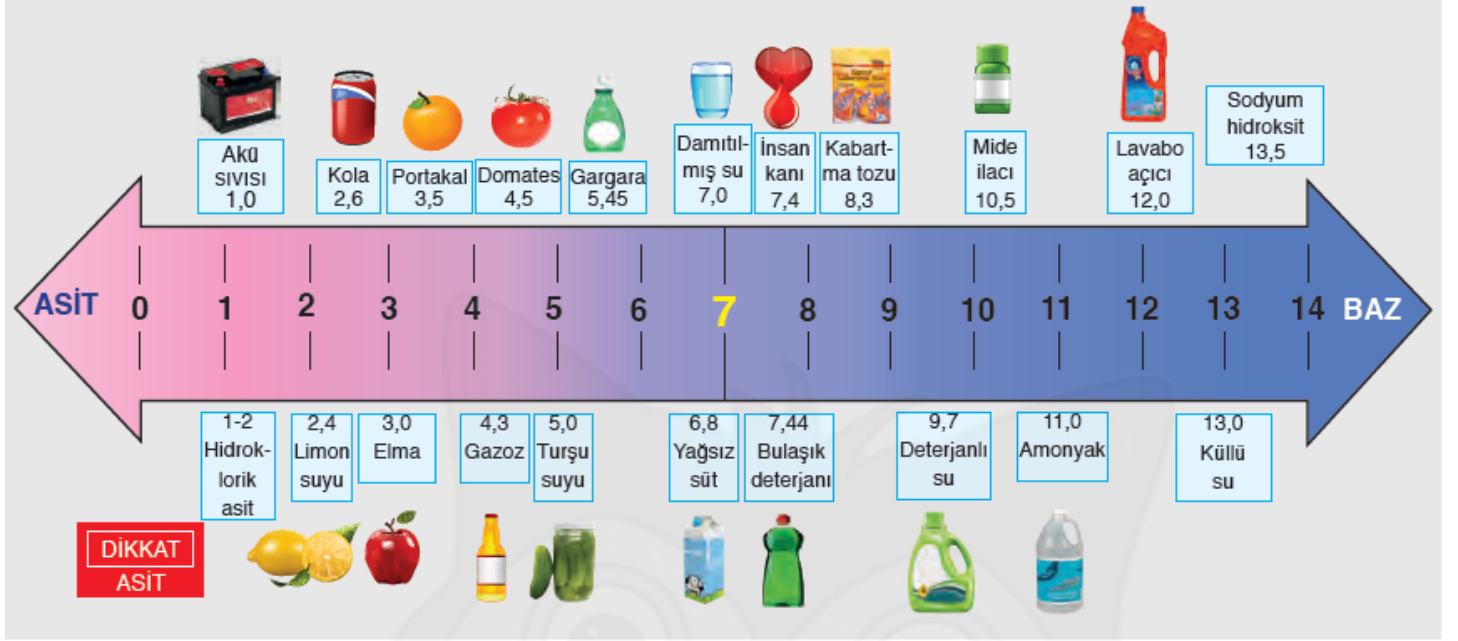 Akü
sıvısı
1,0
Kola
2,6
Portakal
3,5
Domates
4,5
Gargara
5,45
Damıtıl-
mış su
7,0
İnsan
kanı
7,4
Kabart-
ma tozu
8,3
Mide
ilacı
10,5
Lavabo
açıcı
12,0
Sodyum
hidroksit
13,5
ASİT 0 1 2 3 4 5 6 7 8 9 10 11 12 13 14 BAZ
1-2
Hidrok-
lorik
asit
2,4
Limon
suyu
3,0
Elma
4,3
Gazoz
5,0
Turşu
suyu
6,8
Yağsız
süt
7,44
Bulaşık
deterjanı
9,7
Deterjanlı
su
11,0
Amonyak
13,0
Küllü
su
DİKKAT
ASİT